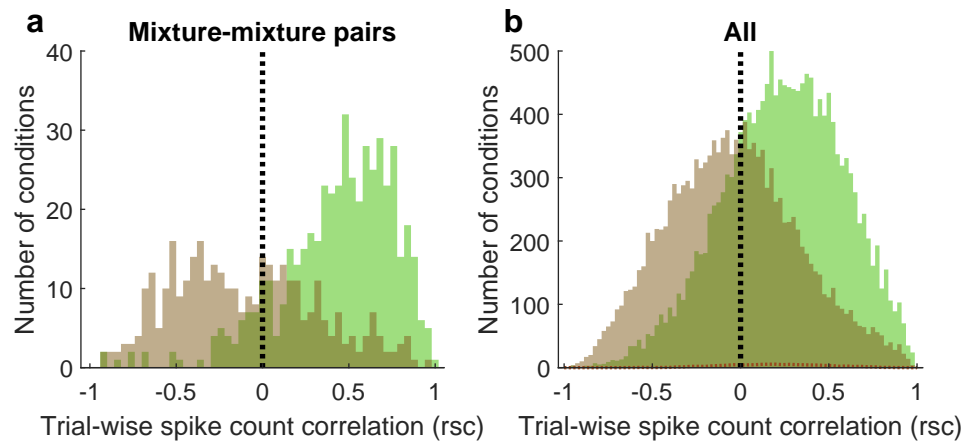 a
Mixture-mixture pairs
Number of conditions
40
30
20
10
0
-1
-0.5
0
0.5
1
Trial-wise spike count correlation (rsc)
b
All
Number of conditions
500
400
300
200
100
0
-1
-0.5
0
0.5
1
Trial-wise spike count correlation (rsc)